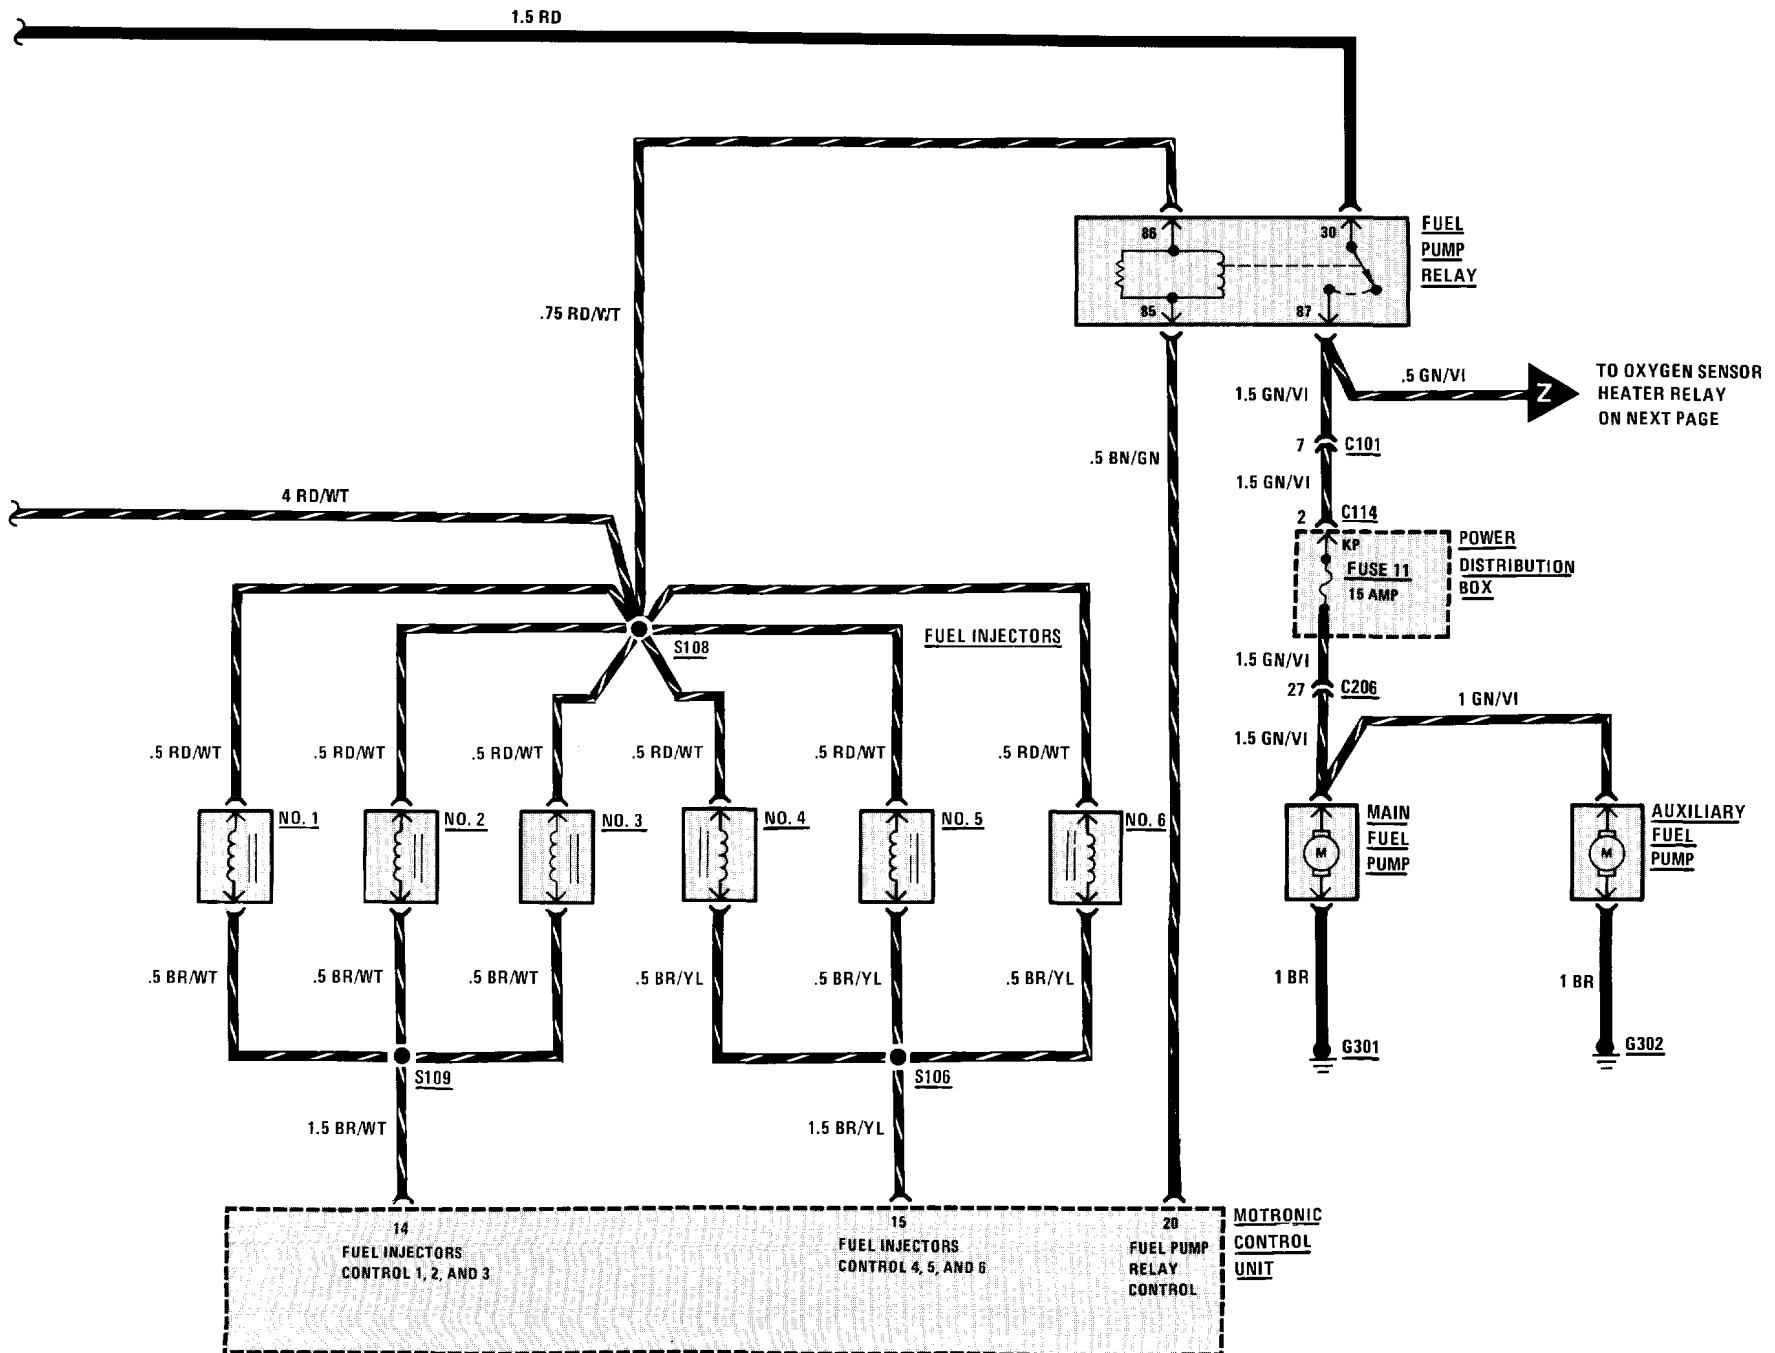 1.5 RD
FUEL
PUMP
RELAY
86
30
85
87
.75 RD/WT
TO OXYGEN SENSOR
HEATER RELAY
ON NEXT PAGE
.5 GN/VI
Z
1.5 GN/VI
7
C101
.5 BN/GN
1.5 GN/VI
4 RD/WT
2
C114
KP
FUSE 11
15 AMP
POWER
DISTRIBUTION
BOX
S108
FUEL INJECTORS
1.5 GN/VI
27
C206
1 GN/VI
1.5 GN/VI
.5 RD/WT
.5 RD/WT
.5 RD/WT
.5 RD/WT
.5 RD/WT
.5 RD/WT
NO. 1
NO. 2
NO. 3
NO. 4
NO. 5
NO. 6
MAIN
FUEL
PUMP
M
AUXILIARY
FUEL
PUMP
M
.5 BR/WT
.5 BR/WT
.5 BR/WT
.5 BR/YL
.5 BR/YL
.5 BR/YL
1 BR
1 BR
G301
G302
S109
S106
1.5 BR/WT
1.5 BR/YL
14
FUEL INJECTORS
CONTROL 1, 2, AND 3
15
FUEL INJECTORS
CONTROL 4, 5, AND 6
20
FUEL PUMP
RELAY
CONTROL
MOTRONIC
CONTROL
UNIT